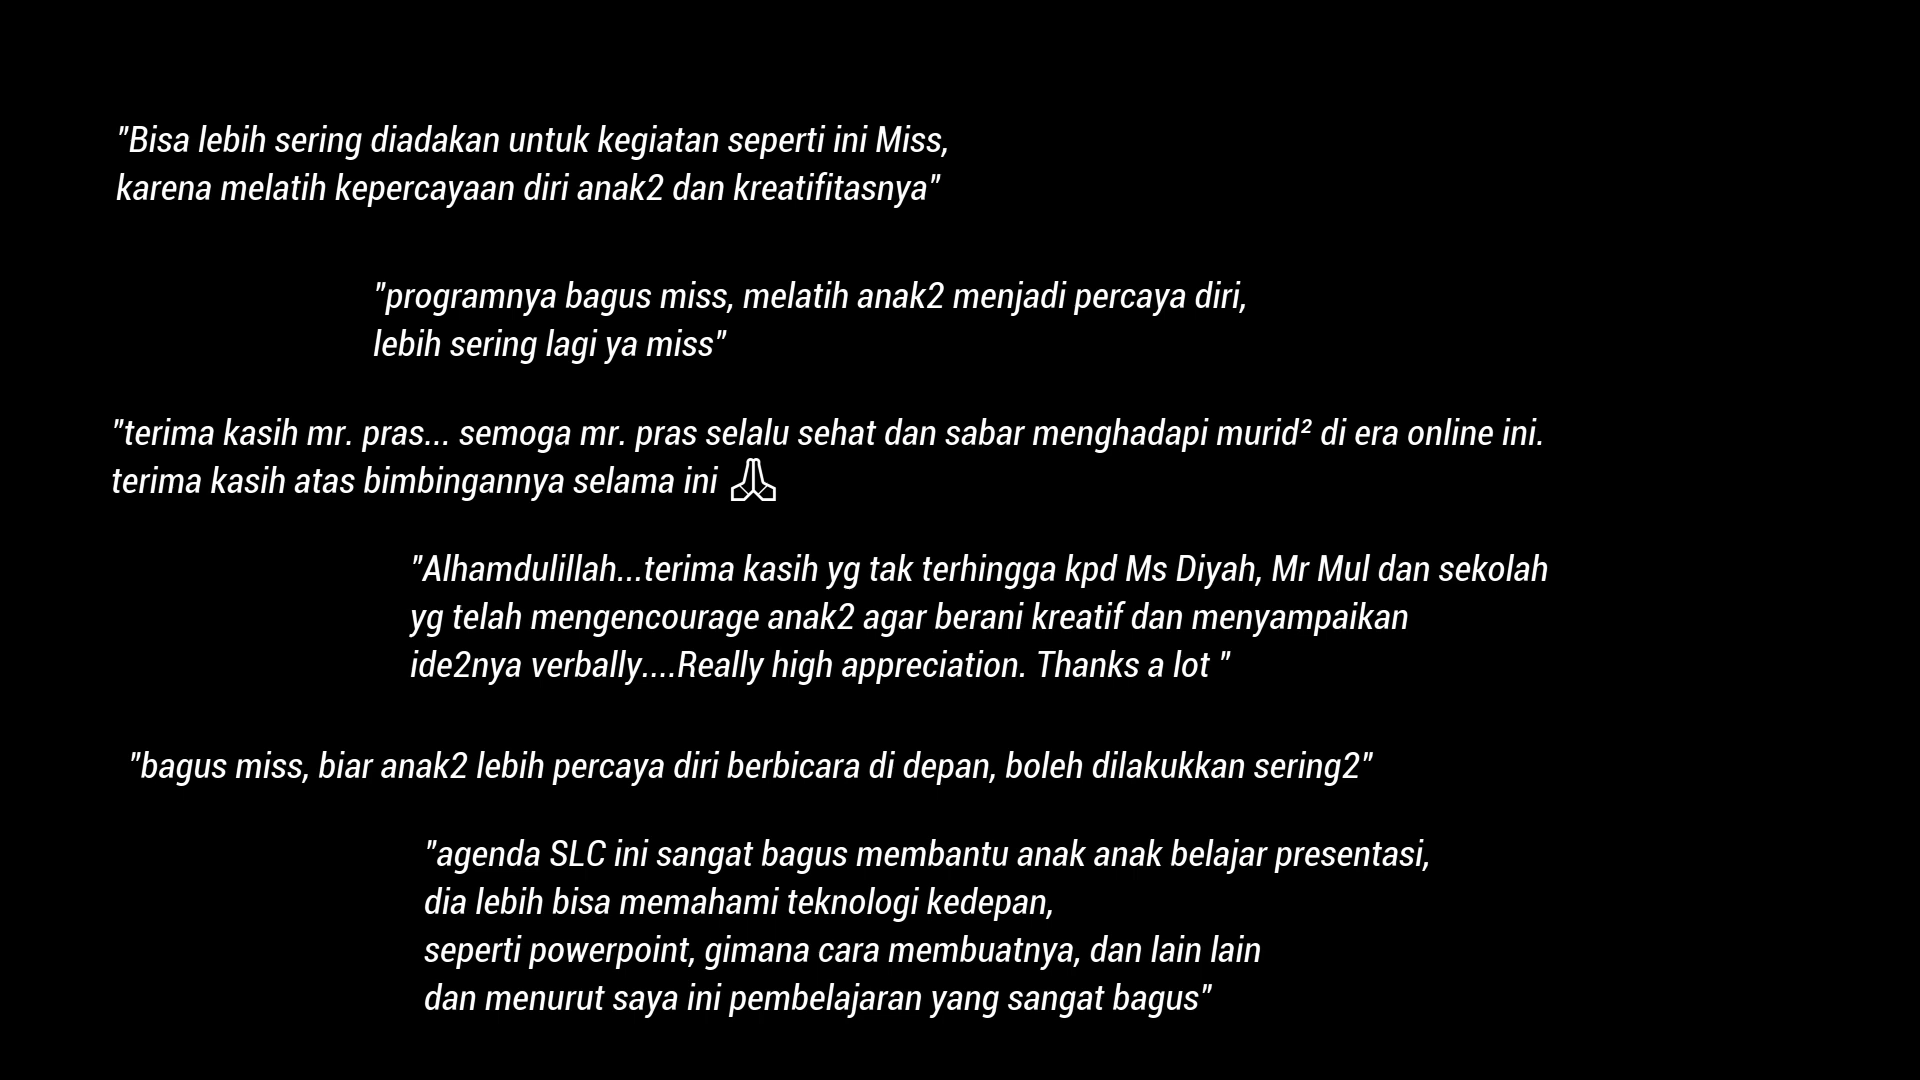 "Bisa lebih sering diadakan untuk kegiatan seperti ini Miss,
karena melatih kepercayaan diri anak2 dan kreatifitasnya"
"programnya bagus miss, melatih anak2 menjadi percaya diri,
lebih sering lagi ya miss"
"terima kasih mr. pras... semoga mr. pras selalu sehat dan sabar menghadapi murid² di era online ini.
terima kasih atas bimbingannya selama ini 🙏
"Alhamdulillah...terima kasih yg tak terhingga kpd Ms Diyah, Mr Mul dan sekolah
yg telah mengencourage anak2 agar berani kreatif dan menyampaikan
ide2nya verbally....Really high appreciation. Thanks a lot "
"bagus miss, biar anak2 lebih percaya diri berbicara di depan, boleh dilakukkan sering2"
"agenda SLC ini sangat bagus membantu anak anak belajar presentasi,
dia lebih bisa memahami teknologi kedepan,
seperti powerpoint, gimana cara membuatnya, dan lain lain
dan menurut saya ini pembelajaran yang sangat bagus"